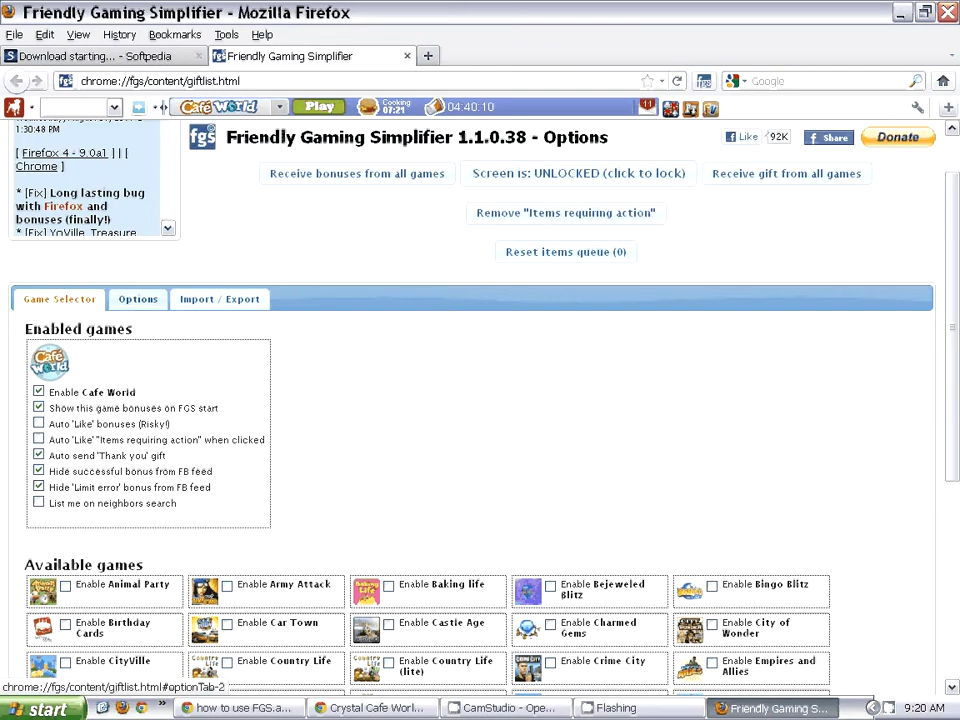 Friendly Gaming Simplifier - Mozilla Firefox
File Edit View History Bookmarks Tools Help
Download starting... - Softpedia
Friendly Gaming Simplifier
chrome://fgs/content/giftlist.html
Google
Café World
Play
Cooking
07:21
04:40:10
11
1:30:48 PM
[ Firefox 4 - 9.0a1 ] | [
Chrome ]
* [Fix] Long lasting bug
with Firefox and
bonuses (finally!)
* [Fix] YoVille, Treasure
fgs
Friendly Gaming Simplifier 1.1.0.38 - Options
Like 92K
Share
Donate
Receive bonuses from all games
Screen is: UNLOCKED (click to lock)
Receive gift from all games
Remove "Items requiring action"
Reset items queue (0)
Game Selector
Options
Import / Export
Enabled games
Café World
Enable Cafe World
Show this game bonuses on FGS start
Auto 'Like' bonuses (Risky!)
Auto 'Like' "Items requiring action" when clicked
Auto send 'Thank you' gift
Hide successful bonus from FB feed
Hide 'Limit error' bonus from FB feed
List me on neighbors search
Available games
Enable Animal Party
Enable Army Attack
Enable Baking life
Enable Bejeweled
Blitz
Enable Bingo Blitz
Enable Birthday
Cards
Enable Car Town
Enable Castle Age
Enable Charmed
Gems
Enable City of
Wonder
Enable CityVille
Enable Country Life
Enable Country Life
(lite)
Enable Crime City
Enable Empires and
Allies
chrome://fgs/content/giftlist.html#optionTab-2
start
how to use FGS.a...
Crystal Cafe Worl...
CamStudio - Ope...
Flashing
Friendly Gaming S...
9:20 AM